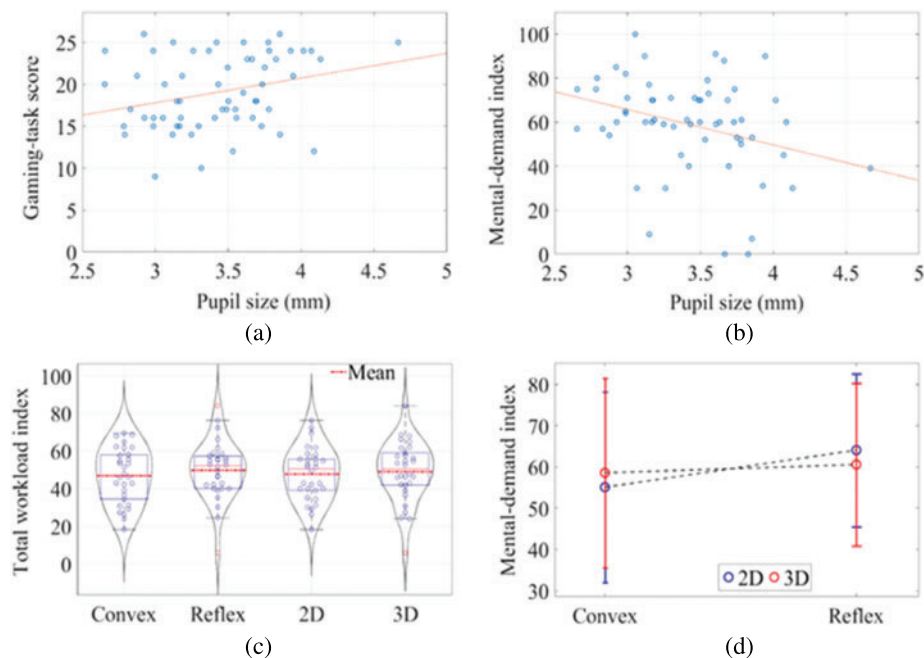 25
20
15
10
5
0
Gaming-task score
2.5 3 3.5 4 4.5 5
Pupil size (mm)
(a)
100
80
60
40
20
0
Mental-demand index
2.5 3 3.5 4 4.5 5
Pupil size (mm)
(b)
Mean
100
80
60
40
20
0
Total workload index
Convex Reflex 2D 3D
(c)
80
70
60
50
40
30
Mental-demand index
2D 3D
Convex Reflex
(d)